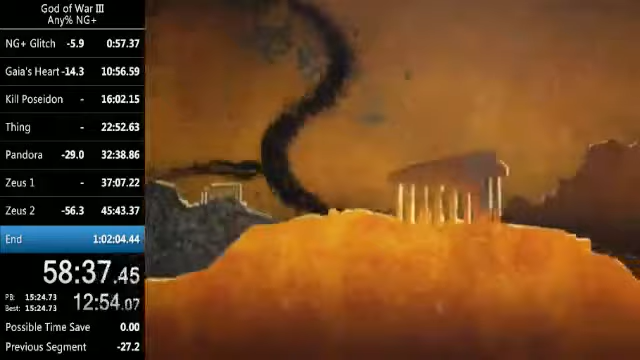 God of War III
Any% NG+
NG+ Glitch -5.9 0:57.37
Gaia's Heart -14.3 10:56.59
Kill Poseidon - 16:02.15
Thing - 22:52.63
Pandora -29.0 32:38.86
Zeus 1 - 37:07.22
Zeus 2 -56.3 45:43.37
End 1:02:04.44
58:37.45
PB: 15:24.73
Best: 15:24.73 12:54.07
Possible Time Save 0.00
Previous Segment -27.2